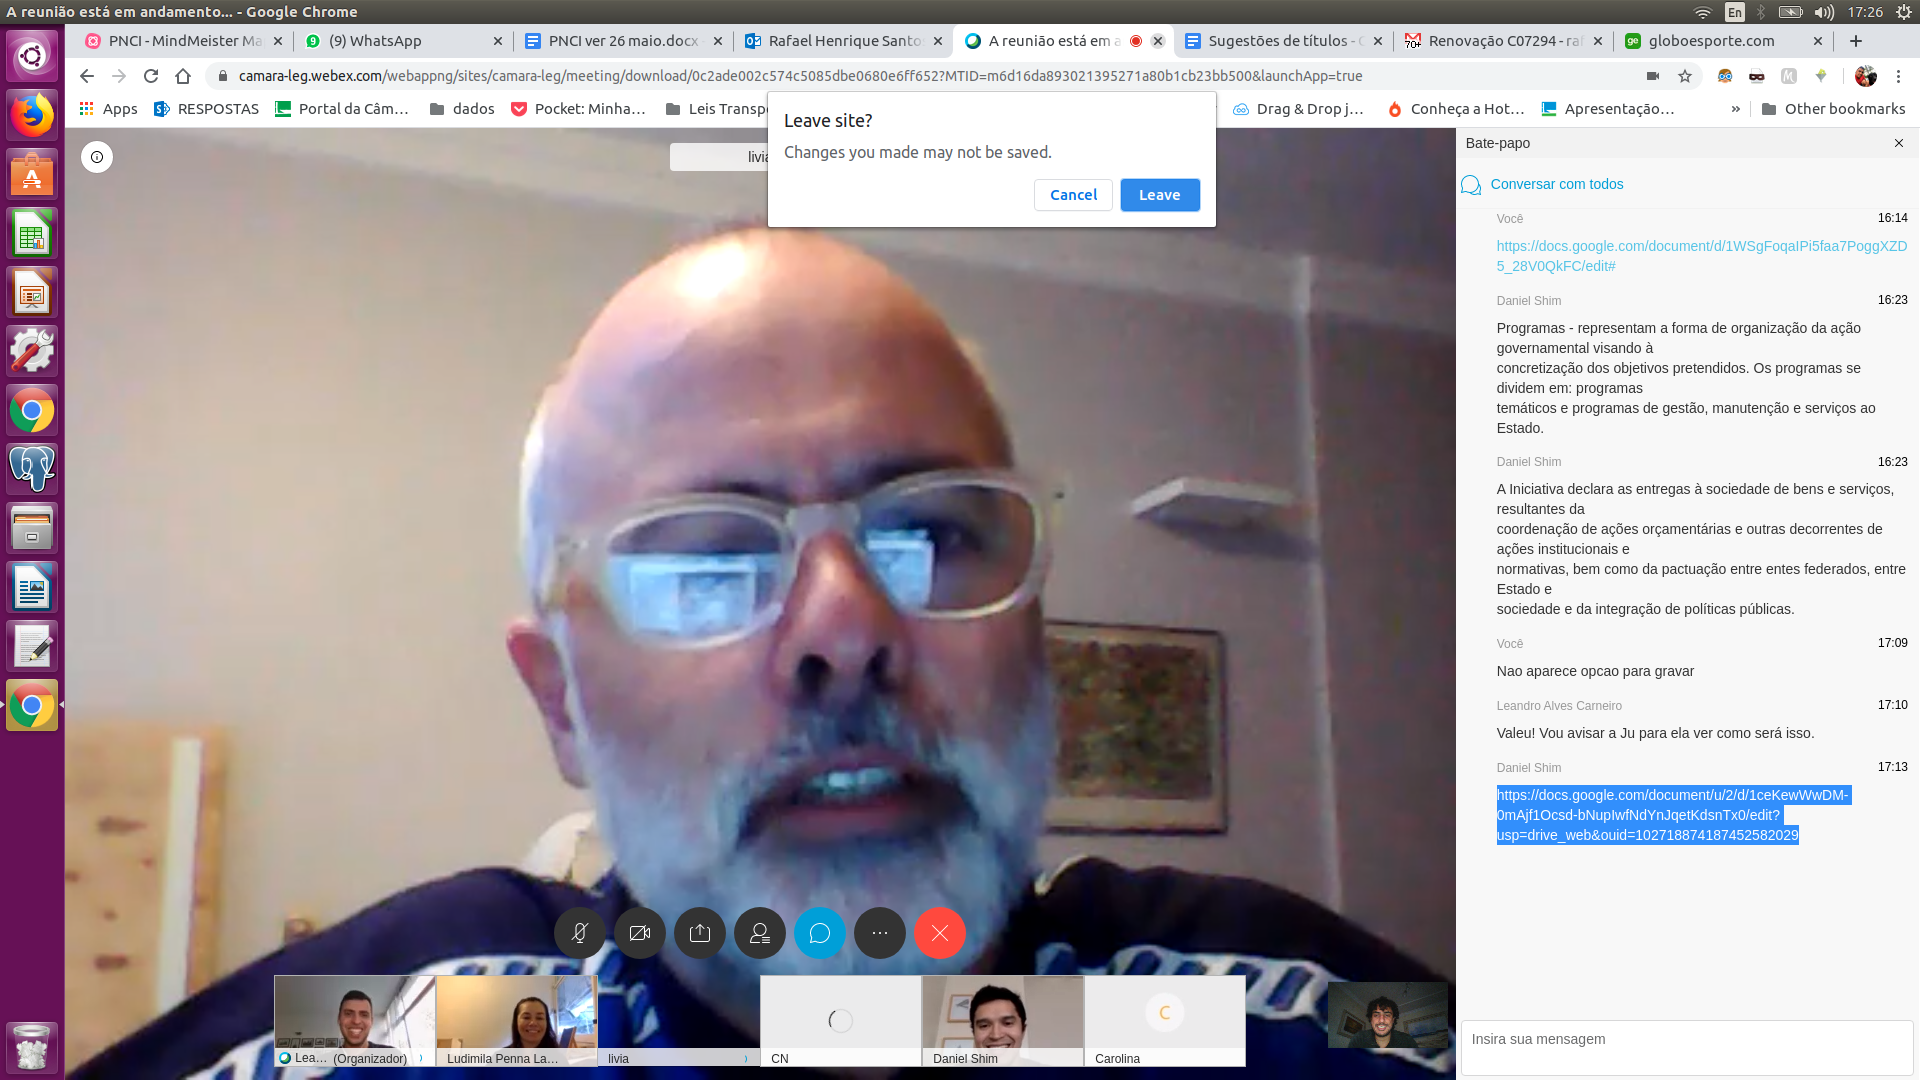 A reunião está em andamento... - Google Chrome
En
17:26
PNCI - MindMeister Ma
(9) WhatsApp
PNCI ver 26 maio.docx
Rafael Henrique Santo
A reunião está em a
Sugestões de títulos -
Renovação C07294 - ra
globoesporte.com
camara-leg.webex.com/webappng/sites/camara-leg/meeting/download/0c2ade002c574c5085dbe0680e6ff652?MTID=m6d16da893021395271a80b1cb23bb500&launchApp=true
Apps
RESPOSTAS
Portal da Câm...
dados
Pocket: Minha...
Leis Transpo
Drag & Drop j...
Conheça a Hot...
Apresentação...
»
Other bookmarks
Leave site?
Changes you made may not be saved.
Cancel
Leave
livia
Bate-papo
Conversar com todos
Você
16:14
https://docs.google.com/document/d/1WSgFoqaIPi5faa7PoggXZD
5_28V0QkFC/edit#
Daniel Shim
16:23
Programas - representam a forma de organização da ação
governamental visando à
concretização dos objetivos pretendidos. Os programas se
dividem em: programas
temáticos e programas de gestão, manutenção e serviços ao
Estado.
Daniel Shim
16:23
A Iniciativa declara as entregas à sociedade de bens e serviços,
resultantes da
coordenação de ações orçamentárias e outras decorrentes de
ações institucionais e
normativas, bem como da pactuação entre entes federados, entre
Estado e
sociedade e da integração de políticas públicas.
Você
17:09
Nao aparece opcao para gravar
Leandro Alves Carneiro
17:10
Valeu! Vou avisar a Ju para ela ver como será isso.
Daniel Shim
17:13
https://docs.google.com/document/u/2/d/1ceKewWwDM-
0mAjf1Ocsd-bNupIwfNdYnJqetKdsnTx0/edit?
usp=drive_web&ouid=102718874187452582029
Insira sua mensagem
Lea... (Organizador)
Ludimila Penna La...
livia
CN
Daniel Shim
C
Carolina